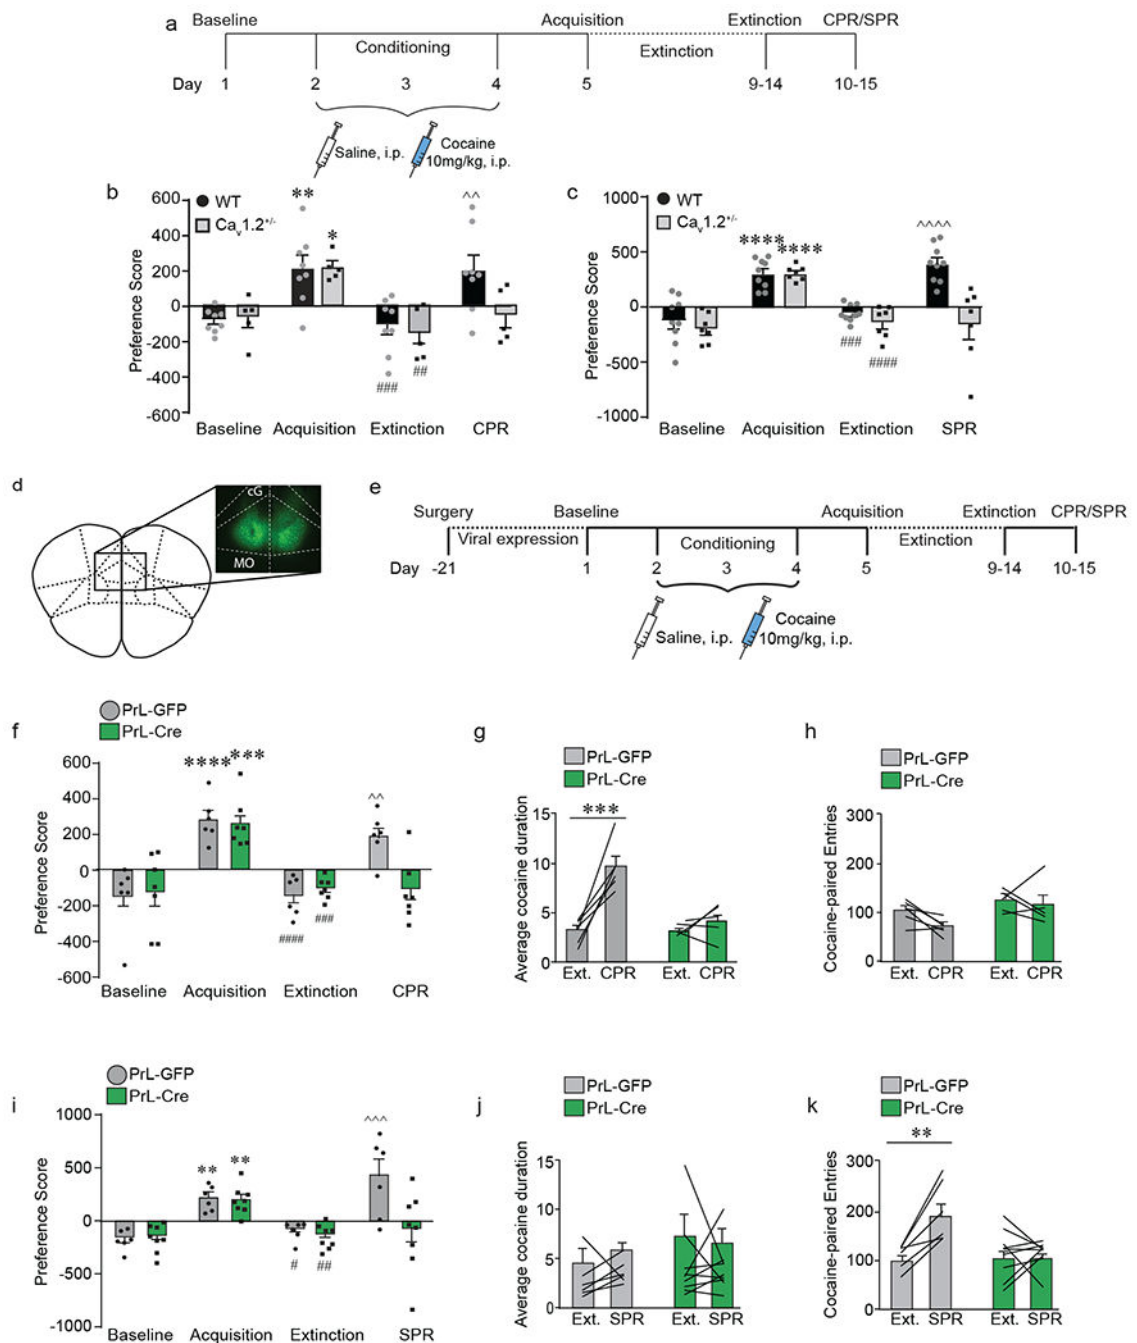 a
Baseline Acquisition Extinction CPR/SPR
Conditioning Extinction
Day 1 2 3 4 5 9-14 10-15
Saline, i.p.
Cocaine
10mg/kg, i.p.
b
WT
Cav1.2+/-
Preference Score
600
400
200
0
-200
-400
-600
** * ### ## ^^
Baseline Acquisition Extinction CPR
c
WT
Cav1.2+/-
Preference Score
1000
500
0
-500
-1000
**** **** ### #### ^^^^
Baseline Acquisition Extinction SPR
d
cG
MO
e
Surgery Baseline Acquisition Extinction CPR/SPR
Viral expression Conditioning Extinction
Day -21 1 2 3 4 5 9-14 10-15
Saline, i.p.
Cocaine
10mg/kg, i.p.
f
PrL-GFP
PrL-Cre
Preference Score
600
400
200
0
-200
-400
-600
**** *** #### ### ^^
Baseline Acquisition Extinction CPR
g
PrL-GFP
PrL-Cre
Average cocaine duration
15
10
5
0
***
Ext. CPR Ext. CPR
h
PrL-GFP
PrL-Cre
Cocaine-paired Entries
300
200
100
0
Ext. CPR Ext. CPR
i
PrL-GFP
PrL-Cre
Preference Score
1000
500
0
-500
-1000
** ** # ## ^^^
Baseline Acquisition Extinction SPR
j
PrL-GFP
PrL-Cre
Average cocaine duration
15
10
5
0
Ext. SPR Ext. SPR
k
PrL-GFP
PrL-Cre
Cocaine-paired Entries
300
200
100
0
**
Ext. SPR Ext. SPR